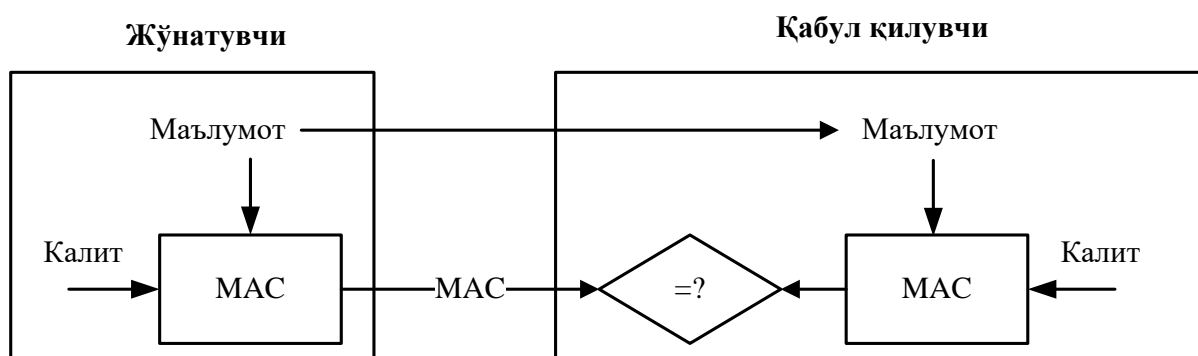 Жўнатувчи
Қабул қилувчи
Маълумот
Маълумот
Калит
MAC
MAC
=?
MAC
Калит